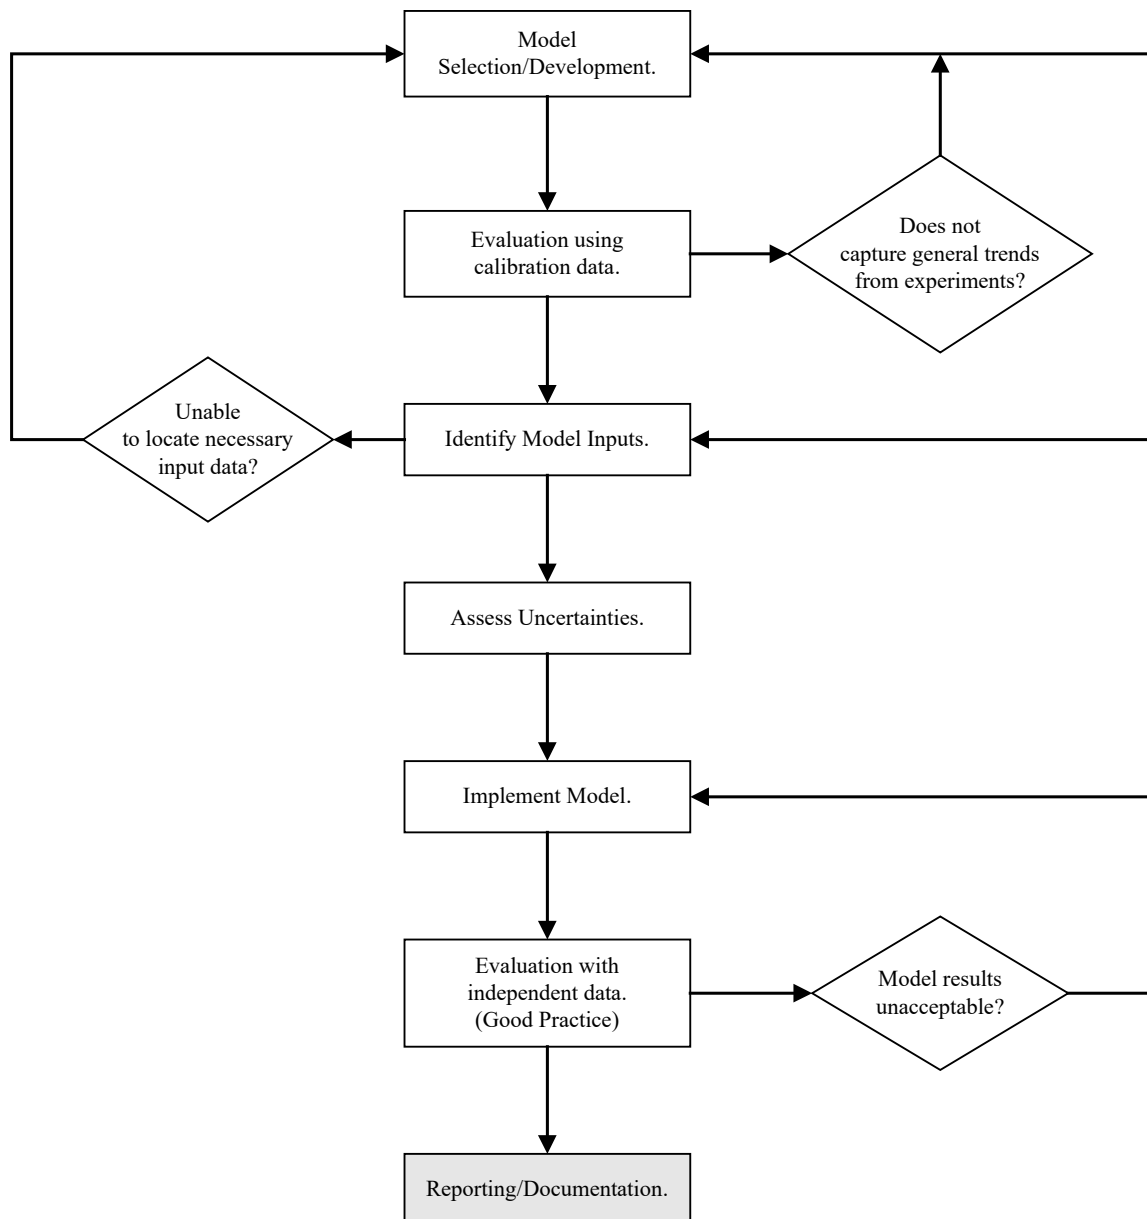 Model
Selection/Development.
Evaluation using
calibration data.
Does not
capture general trends
from experiments?
Unable
to locate necessary
input data?
Identify Model Inputs.
Assess Uncertainties.
Implement Model.
Evaluation with
independent data.
(Good Practice)
Model results
unacceptable?
Reporting/Documentation.